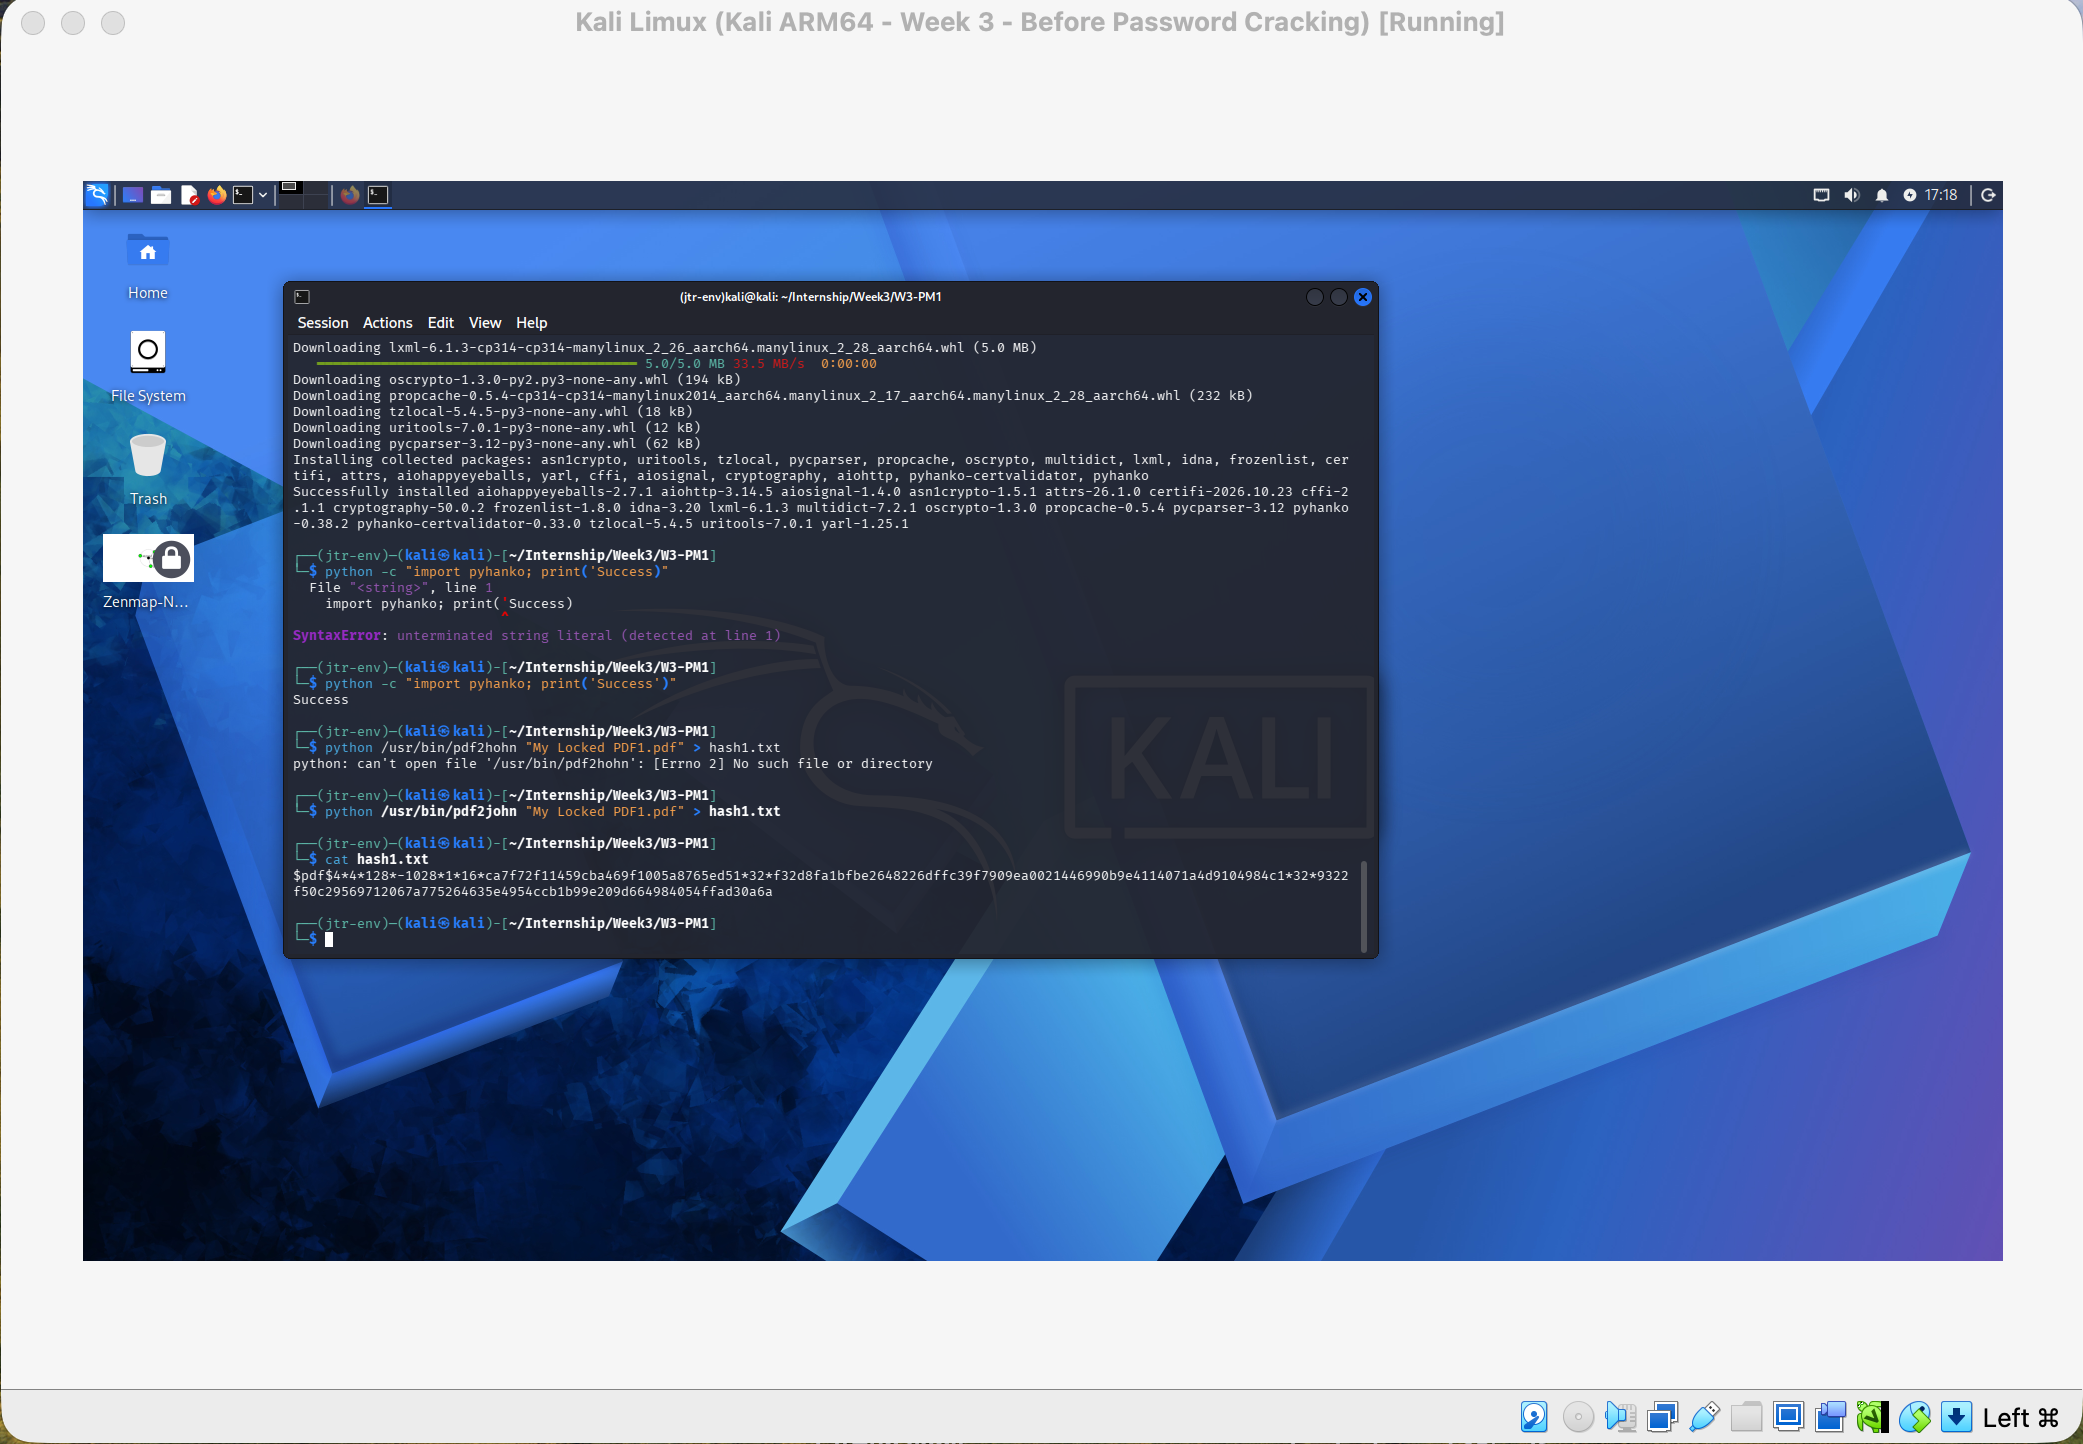 Kali Limux (Kali ARM64 - Week 3 - Before Password Cracking) [Running]
17:18
Home
File System
Trash
Zenmap-N...
(jtr-env)kali@kali: ~/Internship/Week3/W3-PM1
Session Actions Edit View Help
Downloading lxml-6.1.3-cp314-cp314-manylinux_2_26_aarch64.manylinux_2_28_aarch64.whl (5.0 MB)
5.0/5.0 MB 33.5 MB/s 0:00:00
Downloading oscrypto-1.3.0-py2.py3-none-any.whl (194 kB)
Downloading propcache-0.5.4-cp314-cp314-manylinux2014_aarch64.manylinux_2_17_aarch64.manylinux_2_28_aarch64.whl (232 kB)
Downloading tzlocal-5.4.5-py3-none-any.whl (18 kB)
Downloading uritools-7.0.1-py3-none-any.whl (12 kB)
Downloading pycparser-3.12-py3-none-any.whl (62 kB)
Installing collected packages: asn1crypto, uritools, tzlocal, pycparser, propcache, oscrypto, multidict, lxml, idna, frozenlist, cer
tifi, attrs, aiohappyeyeballs, yarl, cffi, aiosignal, cryptography, aiohttp, pyhanko-certvalidator, pyhanko
Successfully installed aiohappyeyeballs-2.7.1 aiohttp-3.14.5 aiosignal-1.4.0 asn1crypto-1.5.1 attrs-26.1.0 certifi-2026.10.23 cffi-2
.1.1 cryptography-50.0.2 frozenlist-1.8.0 idna-3.20 lxml-6.1.3 multidict-7.2.1 oscrypto-1.3.0 propcache-0.5.4 pycparser-3.12 pyhanko
-0.38.2 pyhanko-certvalidator-0.33.0 tzlocal-5.4.5 uritools-7.0.1 yarl-1.25.1
┌──(jtr-env)─(kali㉿kali)-[~/Internship/Week3/W3-PM1]
└─$ python -c "import pyhanko; print('Success)"
File "<string>", line 1
import pyhanko; print('Success)
^
SyntaxError: unterminated string literal (detected at line 1)
┌──(jtr-env)─(kali㉿kali)-[~/Internship/Week3/W3-PM1]
└─$ python -c "import pyhanko; print('Success')"
Success
┌──(jtr-env)─(kali㉿kali)-[~/Internship/Week3/W3-PM1]
└─$ python /usr/bin/pdf2hohn "My Locked PDF1.pdf" > hash1.txt
python: can't open file '/usr/bin/pdf2hohn': [Errno 2] No such file or directory
┌──(jtr-env)─(kali㉿kali)-[~/Internship/Week3/W3-PM1]
└─$ python /usr/bin/pdf2john "My Locked PDF1.pdf" > hash1.txt
┌──(jtr-env)─(kali㉿kali)-[~/Internship/Week3/W3-PM1]
└─$ cat hash1.txt
$pdf$4*4*128*-1028*1*16*ca7f72f11459cba469f1005a8765ed51*32*f32d8fa1bfbe2648226dffc39f7909ea0021446990b9e4114071a4d9104984c1*32*9322
f50c29569712067a775264635e4954ccb1b99e209d664984054ffad30a6a
┌──(jtr-env)─(kali㉿kali)-[~/Internship/Week3/W3-PM1]
└─$
KALI
Left ⌘